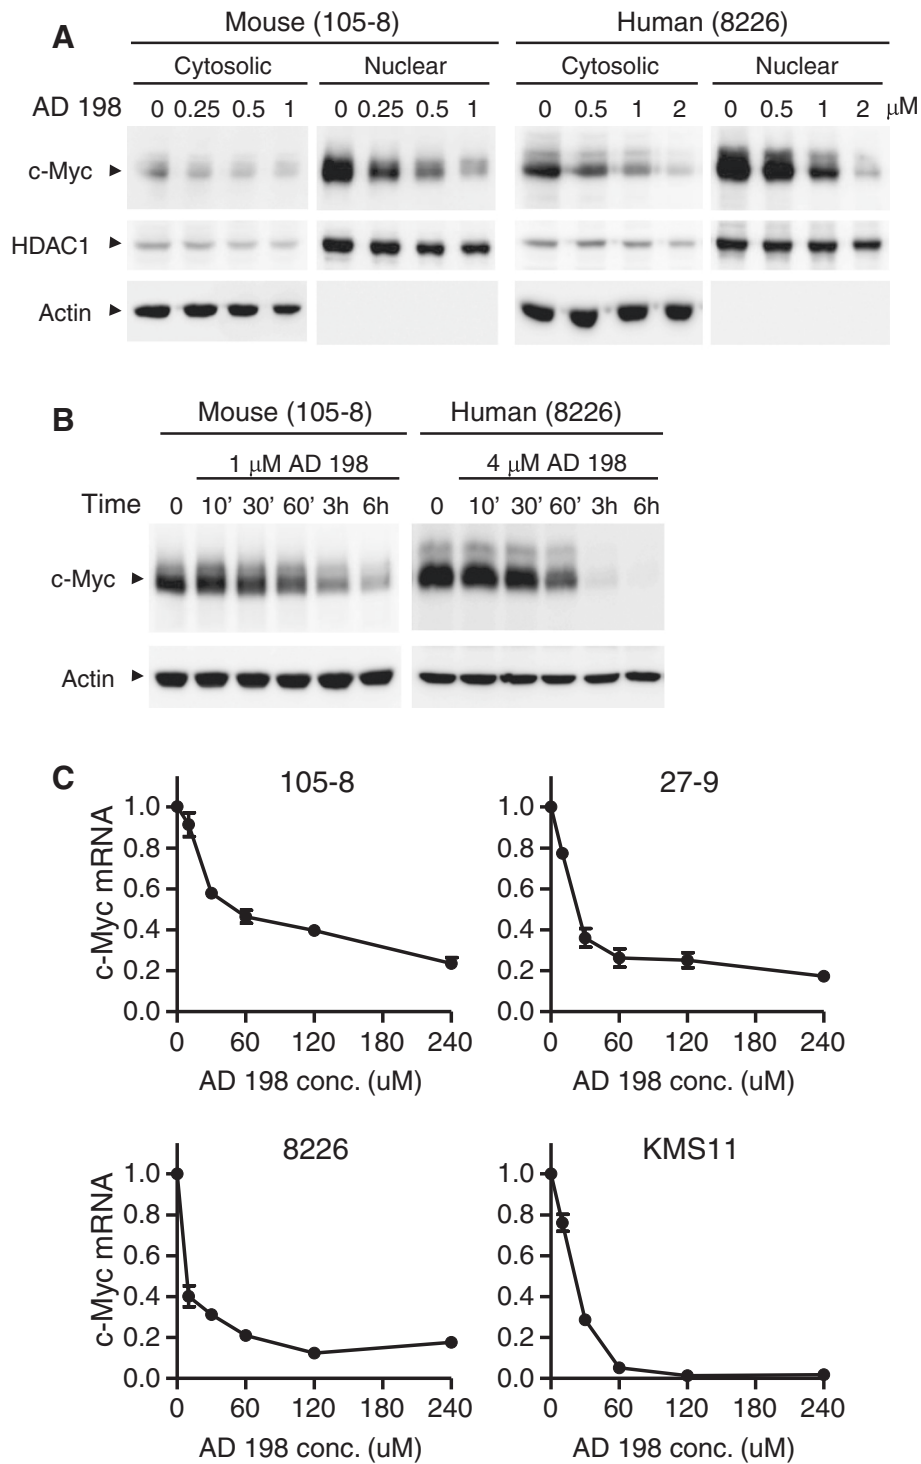 A
Mouse (105-8) Human (8226)
Cytosolic Nuclear Cytosolic Nuclear
AD 198 0 0.25 0.5 1 0 0.25 0.5 1 0 0.5 1 2 0 0.5 1 2 μM
c-Myc
HDAC1
Actin
B
Mouse (105-8) Human (8226)
1 μM AD 198 4 μM AD 198
Time 0 10’ 30’ 60’ 3h 6h 0 10’ 30’ 60’ 3h 6h
c-Myc
Actin
C
105-8
c-Myc mRNA
1.0
0.8
0.6
0.4
0.2
0.0
0 60 120 180 240
AD 198 conc. (uM)
27-9
1.0
0.8
0.6
0.4
0.2
0.0
0 60 120 180 240
AD 198 conc. (uM)
8226
c-Myc mRNA
1.0
0.8
0.6
0.4
0.2
0.0
0 60 120 180 240
AD 198 conc. (uM)
KMS11
1.0
0.8
0.6
0.4
0.2
0.0
0 60 120 180 240
AD 198 conc. (uM)